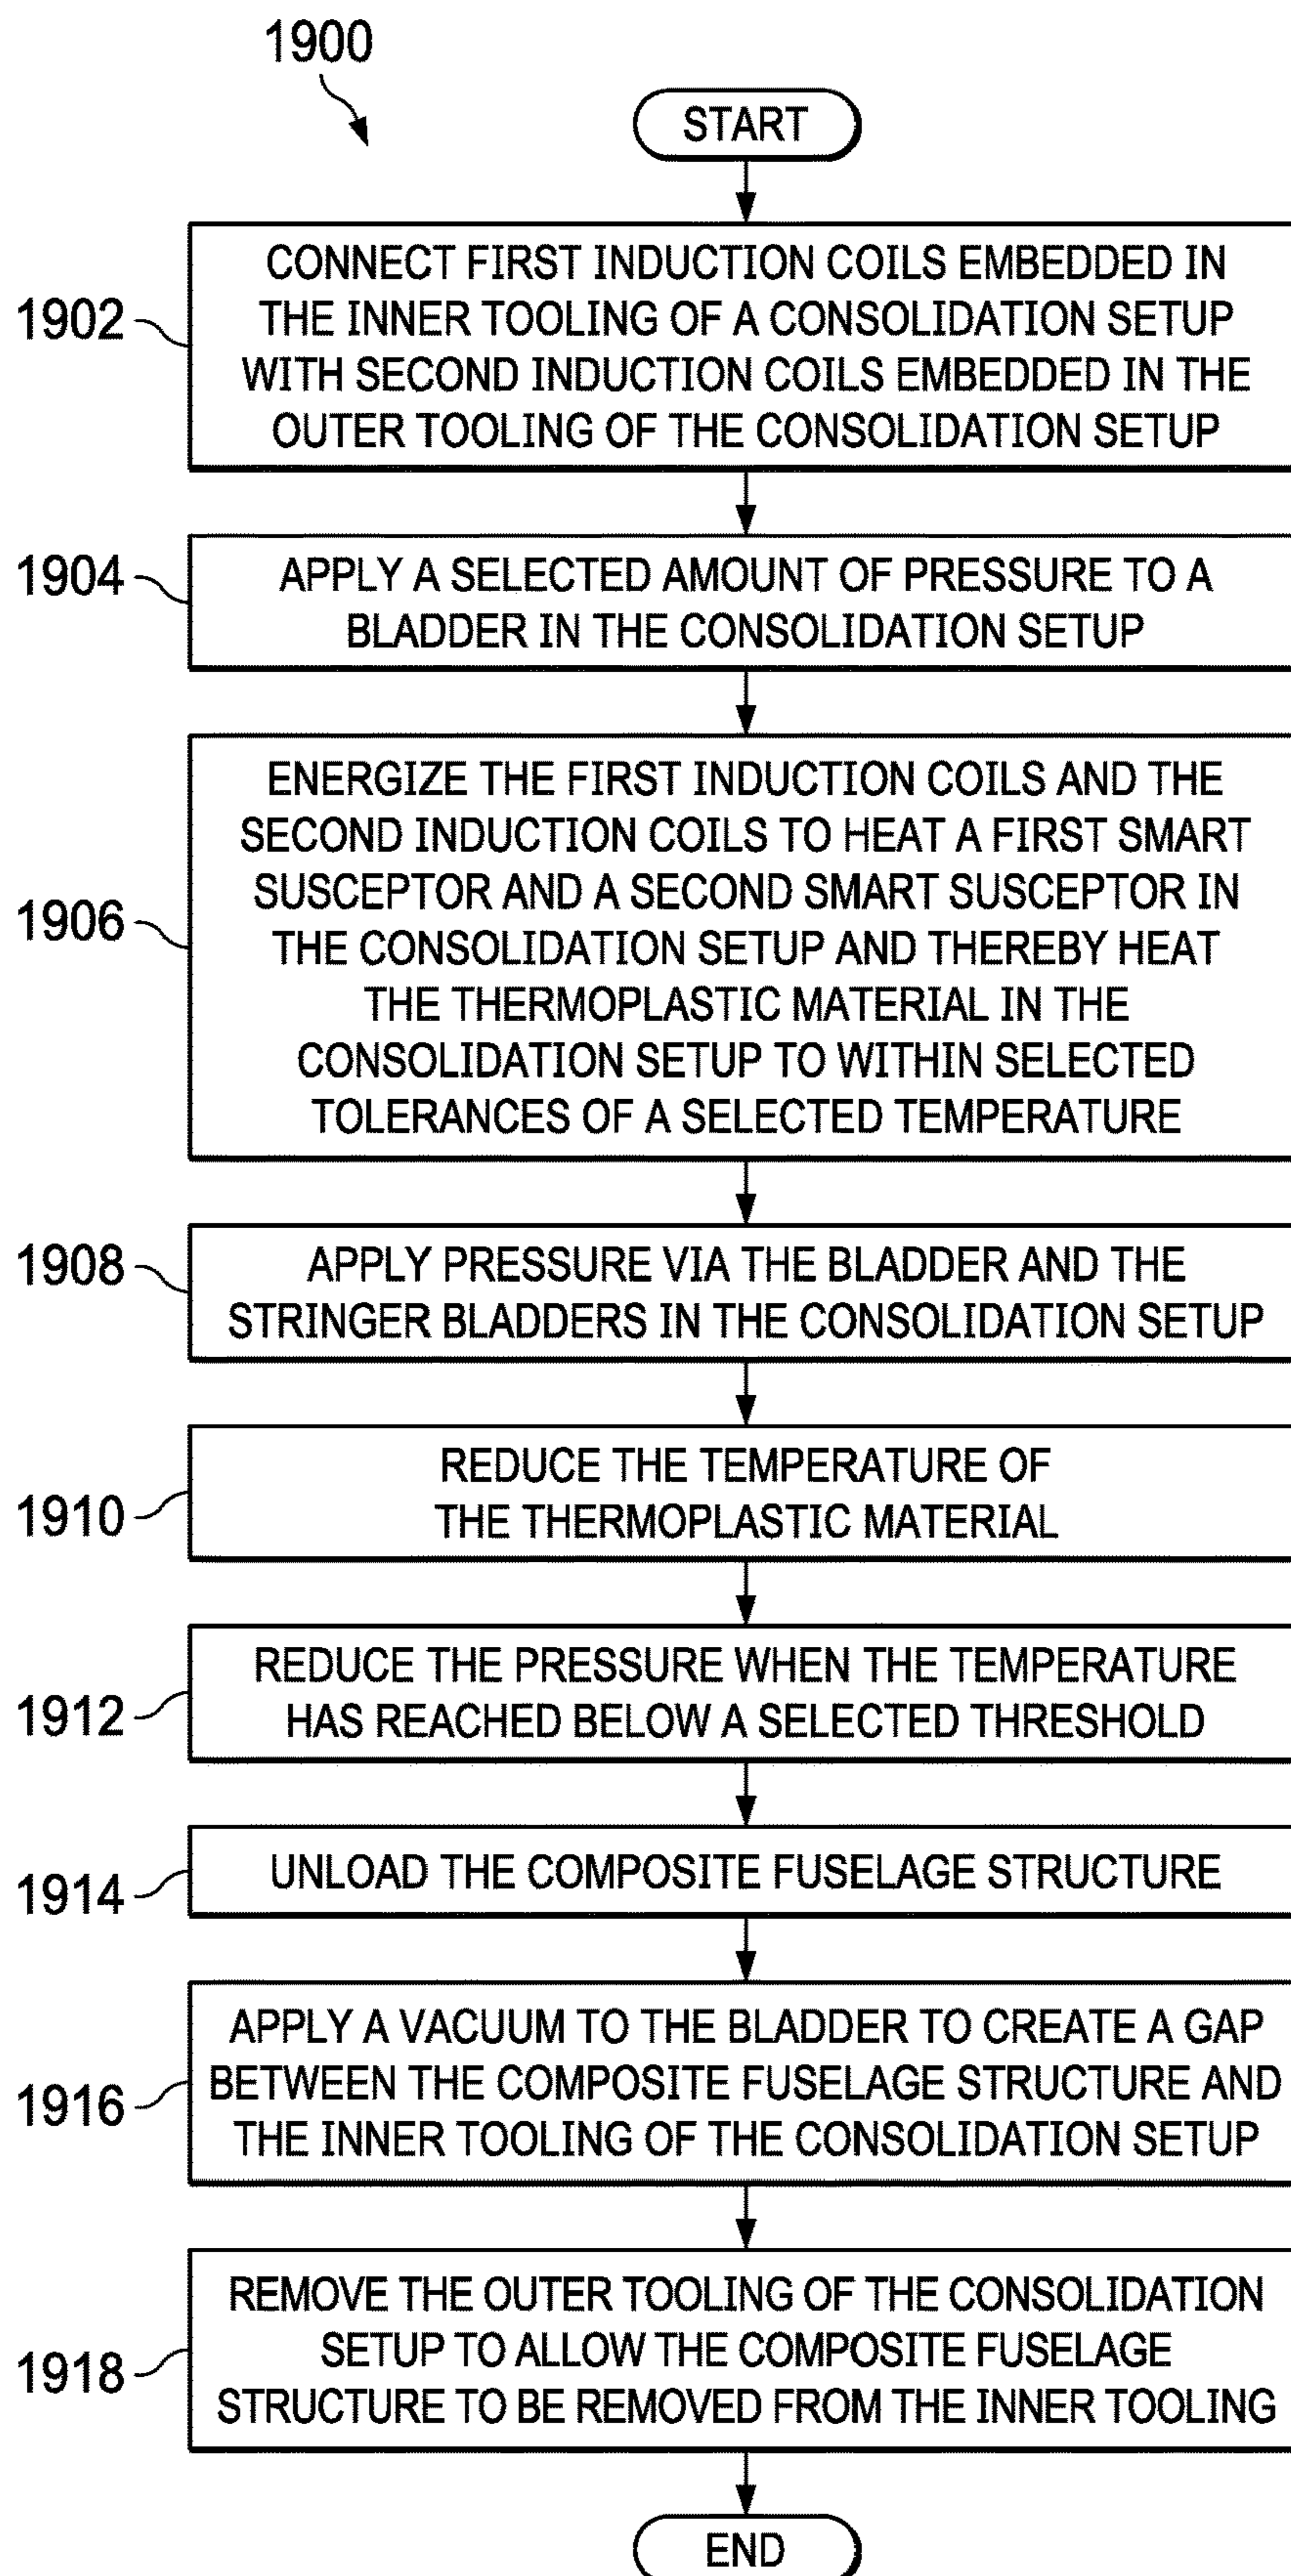 1900
START
1902
CONNECT FIRST INDUCTION COILS EMBEDDED IN
THE INNER TOOLING OF A CONSOLIDATION SETUP
WITH SECOND INDUCTION COILS EMBEDDED IN THE
OUTER TOOLING OF THE CONSOLIDATION SETUP
1904
APPLY A SELECTED AMOUNT OF PRESSURE TO A
BLADDER IN THE CONSOLIDATION SETUP
1906
ENERGIZE THE FIRST INDUCTION COILS AND THE
SECOND INDUCTION COILS TO HEAT A FIRST SMART
SUSCEPTOR AND A SECOND SMART SUSCEPTOR IN
THE CONSOLIDATION SETUP AND THEREBY HEAT
THE THERMOPLASTIC MATERIAL IN THE
CONSOLIDATION SETUP TO WITHIN SELECTED
TOLERANCES OF A SELECTED TEMPERATURE
1908
APPLY PRESSURE VIA THE BLADDER AND THE
STRINGER BLADDERS IN THE CONSOLIDATION SETUP
1910
REDUCE THE TEMPERATURE OF
THE THERMOPLASTIC MATERIAL
1912
REDUCE THE PRESSURE WHEN THE TEMPERATURE
HAS REACHED BELOW A SELECTED THRESHOLD
1914
UNLOAD THE COMPOSITE FUSELAGE STRUCTURE
1916
APPLY A VACUUM TO THE BLADDER TO CREATE A GAP
BETWEEN THE COMPOSITE FUSELAGE STRUCTURE AND
THE INNER TOOLING OF THE CONSOLIDATION SETUP
1918
REMOVE THE OUTER TOOLING OF THE CONSOLIDATION
SETUP TO ALLOW THE COMPOSITE FUSELAGE
STRUCTURE TO BE REMOVED FROM THE INNER TOOLING
END